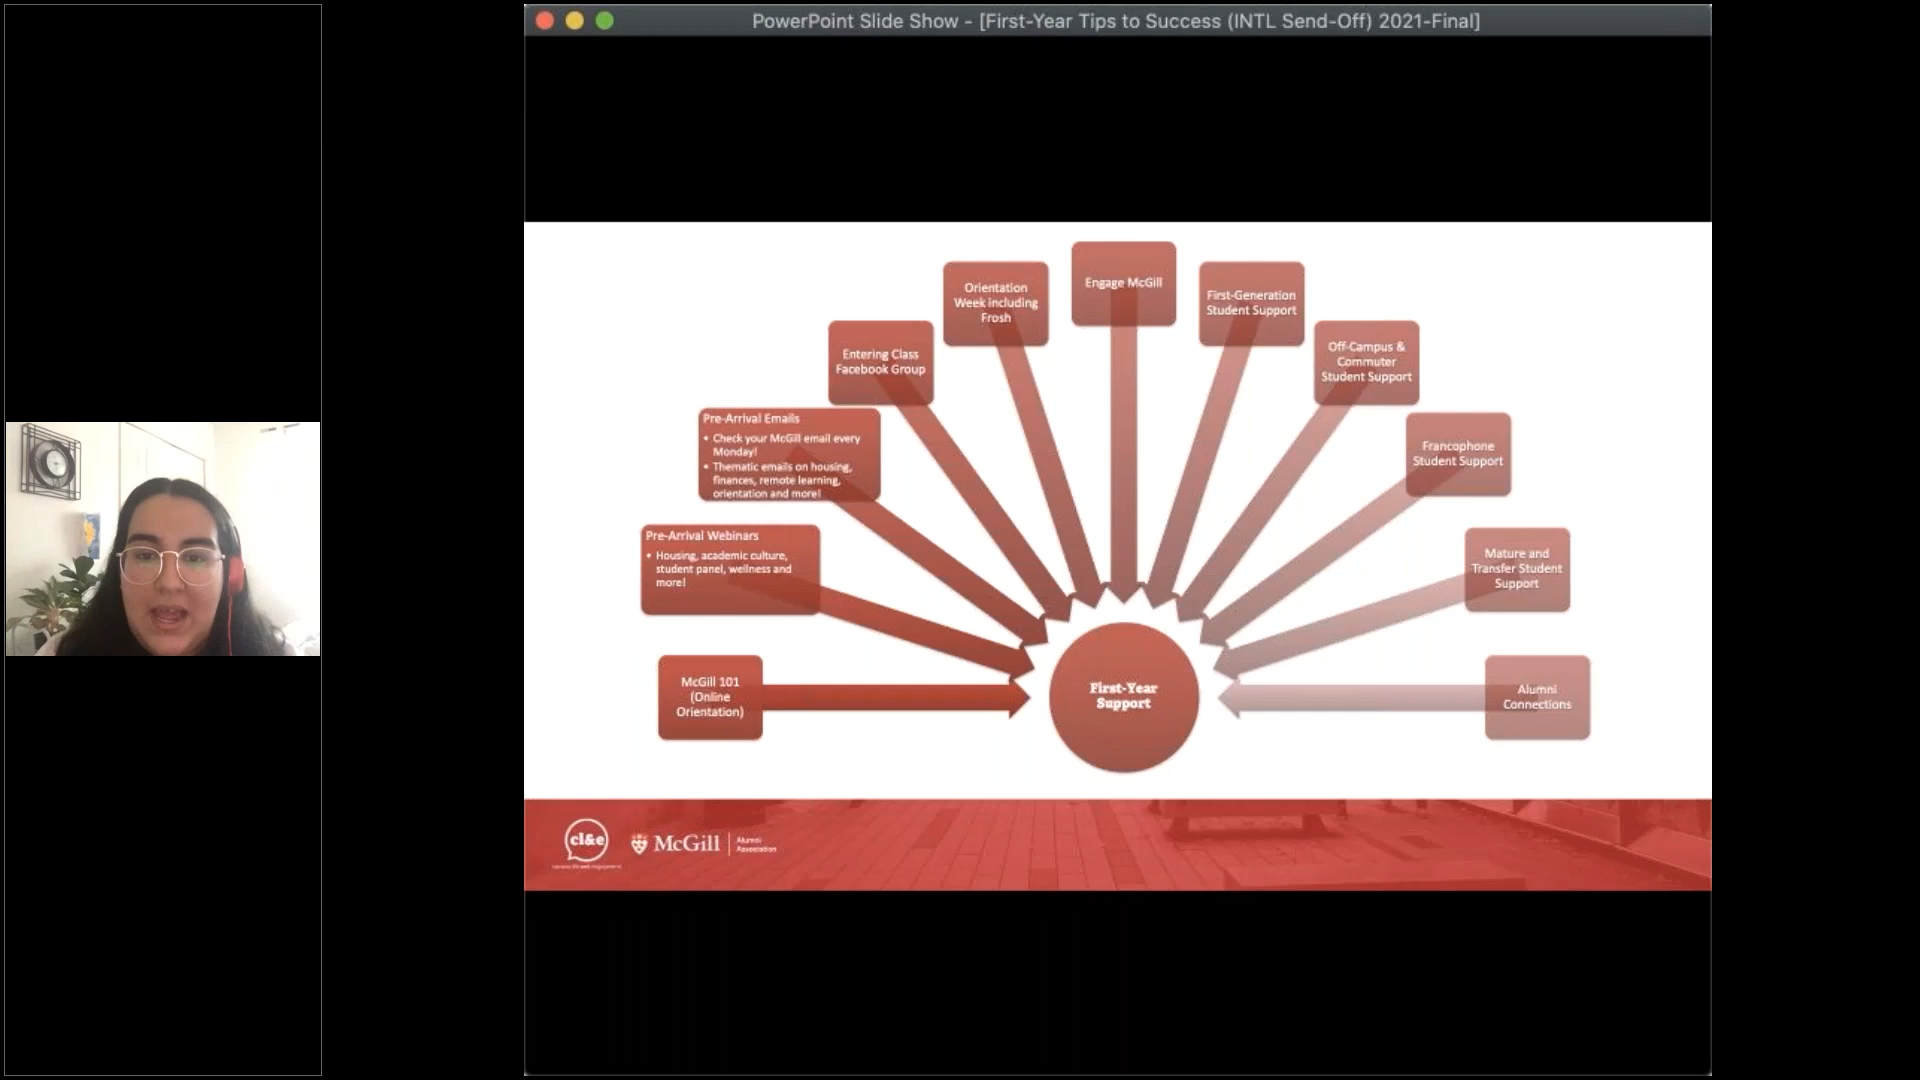 PowerPoint Slide Show - [First-Year Tips to Success (INTL Send-Off) 2021-Final]
Engage McGill
Orientation
Week including
Frosh
First-Generation
Student Support
Entering Class
Facebook Group
Off-Campus &
Commuter
Student Support
Pre-Arrival Emails
• Check your McGill email every
Monday!
• Thematic emails on housing,
finances, remote learning,
orientation and more!
Francophone
Student Support
Pre-Arrival Webinars
• Housing, academic culture,
student panel, wellness and
more!
Mature and
Transfer Student
Support
McGill 101
(Online
Orientation)
First-Year
Support
Alumni
Connections
cl&e
McGill
Alumni
Association